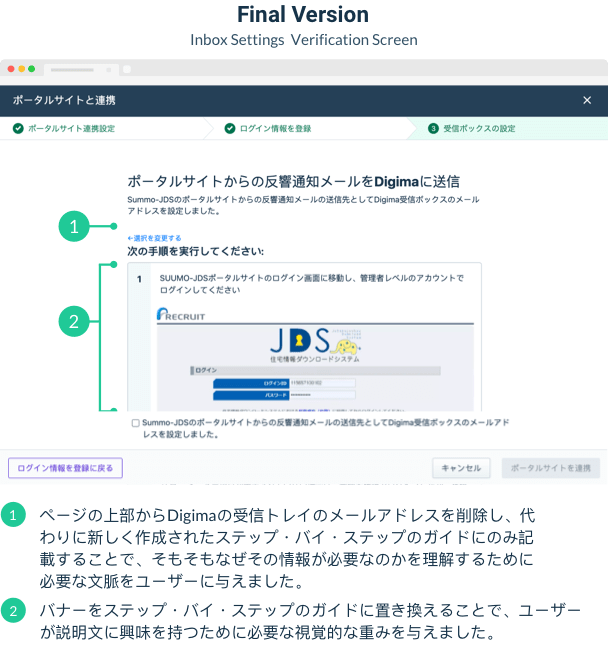 Final Version
Inbox Settings Verification Screen
ポータルサイトと連携
ポータルサイト連携設定
ログイン情報を登録
3 受信ボックスの設定
ポータルサイトからの反響通知メールをDigimaに送信
Summo-JDSのポータルサイトからの反響通知メールの送信先としてDigima受信ボックスのメール
アドレスを設定しました。
1
←選択を変更する
次の手順を実行してください:
2
1 SUUMO-JDSポータルサイトのログイン画面に移動し、管理者レベルのアカウントで
ログインしてください
RECRUIT
JDS
住宅情報ダウンロードシステム
ログイン
ログインID
パスワード
Summo-JDSのポータルサイトからの反響通知メールの送信先としてDigima受信ボックスのメールアド
レスを設定しました。
ログイン情報を登録に戻る
キャンセル
ポータルサイトを連携
1 ページの上部からDigimaの受信トレイのメールアドレスを削除し、代
わりに新しく作成されたステップ・バイ・ステップのガイドにのみ記
載することで、そもそもなぜその情報が必要なのかを理解するために
必要な文脈をユーザーに与えました。
2 バナーをステップ・バイ・ステップのガイドに置き換えることで、ユーザー
が説明文に興味を持つために必要な視覚的な重みを与えました。